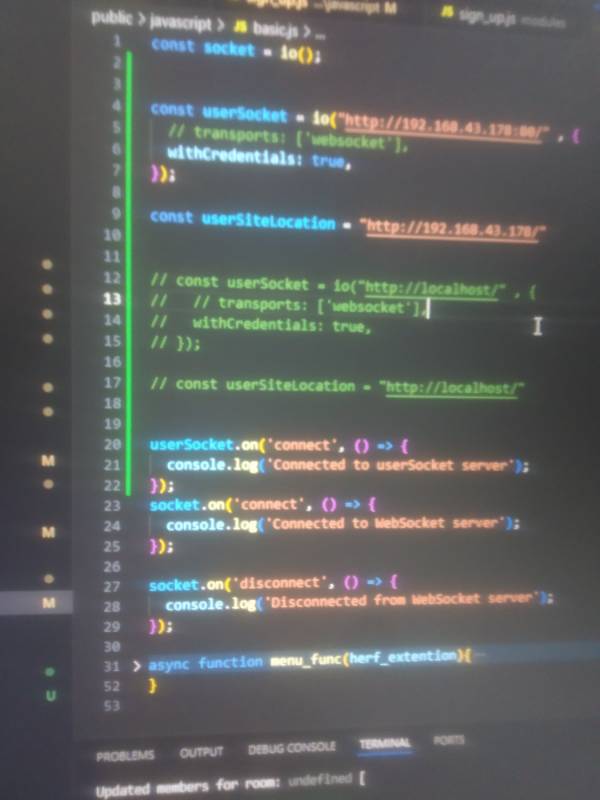 sign_up.js ...\javascript M
JS sign_up.js modules
public > javascript > JS basic.js > ...
1 const socket = io();
2
3
4 const userSocket = io("http://192.168.43.178:80/" , {
5 // transports: ['websocket'],
6 withCredentials: true,
7 });
8
9 const userSiteLocation = "http://192.168.43.178/"
10
11
12 // const userSocket = io("http://localhost/" , {
13 //   // transports: ['websocket'],
14 //   withCredentials: true,
15 // });
16
17 // const userSiteLocation = "http://localhost/"
18
19
20 userSocket.on('connect', () => {
21 console.log('Connected to userSocket server');
22 });
23 socket.on('connect', () => {
24 console.log('Connected to WebSocket server');
25 });
26
27 socket.on('disconnect', () => {
28 console.log('Disconnected from WebSocket server');
29 });
30
31 > async function menu_func(herf_extention){ ...
52 }
53
M
M
M
U
PROBLEMS OUTPUT DEBUG CONSOLE TERMINAL PORTS
Updated members for room: undefined [